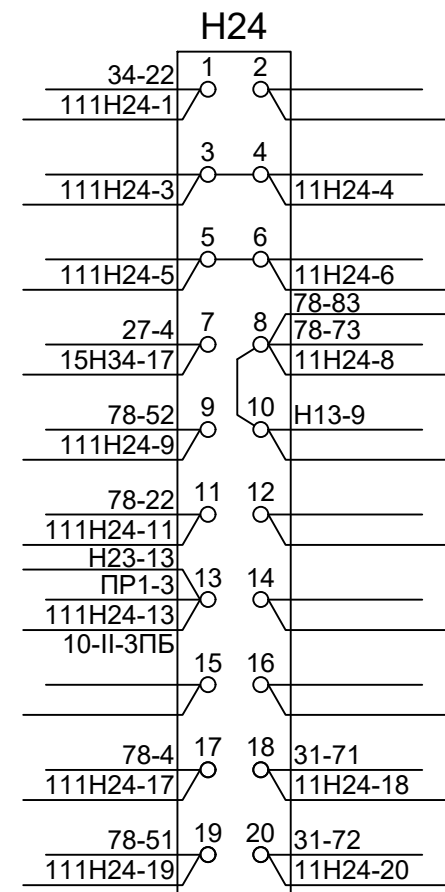 Н24
34-22 1 2
111Н24-1
3 4
111Н24-3 11Н24-4
5 6
111Н24-5 11Н24-6
78-83
27-4 7 8 78-73
15Н34-17 11Н24-8
78-52 9 10 Н13-9
111Н24-9
78-22 11 12
111Н24-11
Н23-13
ПР1-3 13 14
111Н24-13
10-II-3ПБ
15 16
78-4 17 18 31-71
111Н24-17 11Н24-18
78-51 19 20 31-72
111Н24-19 11Н24-20